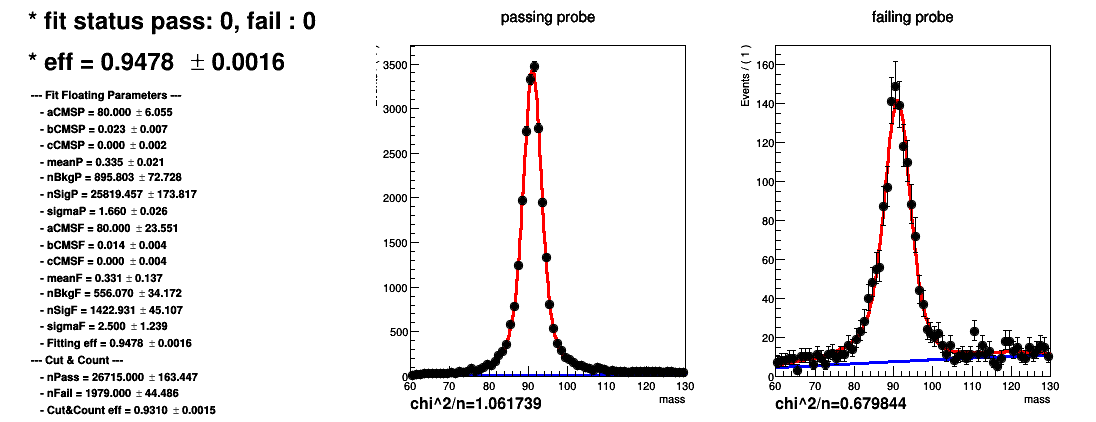 * fit status pass: 0, fail : 0
* eff = 0.9478 ± 0.0016
--- Fit Floating Parameters ---
- aCMSP = 80.000 ± 6.055
- bCMSP = 0.023 ± 0.007
- cCMSP = 0.000 ± 0.002
- meanP = 0.335 ± 0.021
- nBkgP = 895.803 ± 72.728
- nSigP = 25819.457 ± 173.817
- sigmaP = 1.660 ± 0.026
- aCMSF = 80.000 ± 23.551
- bCMSF = 0.014 ± 0.004
- cCMSF = 0.000 ± 0.004
- meanF = 0.331 ± 0.137
- nBkgF = 556.070 ± 34.172
- nSigF = 1422.931 ± 45.107
- sigmaF = 2.500 ± 1.239
- Fitting eff = 0.9478 ± 0.0016
--- Cut & Count ---
- nPass = 26715.000 ± 163.447
- nFail = 1979.000 ± 44.486
- Cut&Count eff = 0.9310 ± 0.0015
passing probe
3500
3000
2500
2000
1500
1000
500
0
60 70 80 90 100 110 120 130
mass
chi^2/n=1.061739
failing probe
Events / ( 1 )
160
140
120
100
80
60
40
20
0
60 70 80 90 100 110 120 130
mass
chi^2/n=0.679844